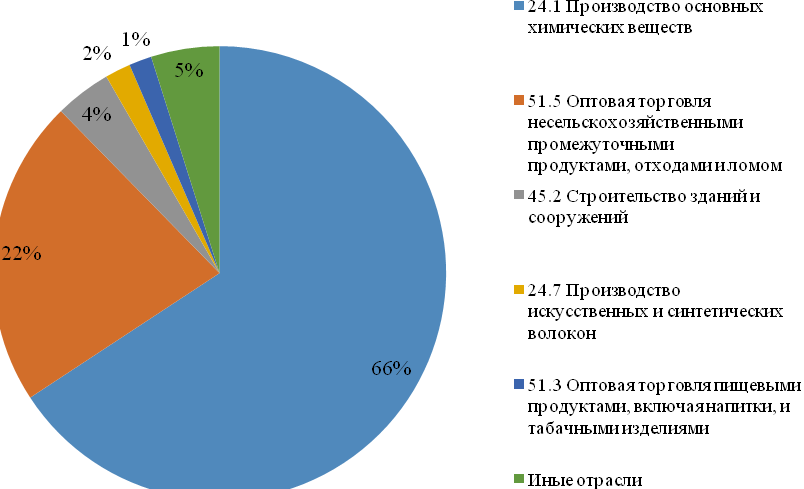 24.1 Производство основных
химических веществ
2%
1%
5%
4%
51.5 Оптовая торговля
несельскохозяйственными
промежуточными
продуктами, отходами и ломом
45.2 Строительство зданий и
сооружений
22%
24.7 Производство
искусственных и синтетических
волокон
66%
51.3 Оптовая торговля пищевыми
продуктами, включая напитки, и
табачными изделиями
Иные отрасли